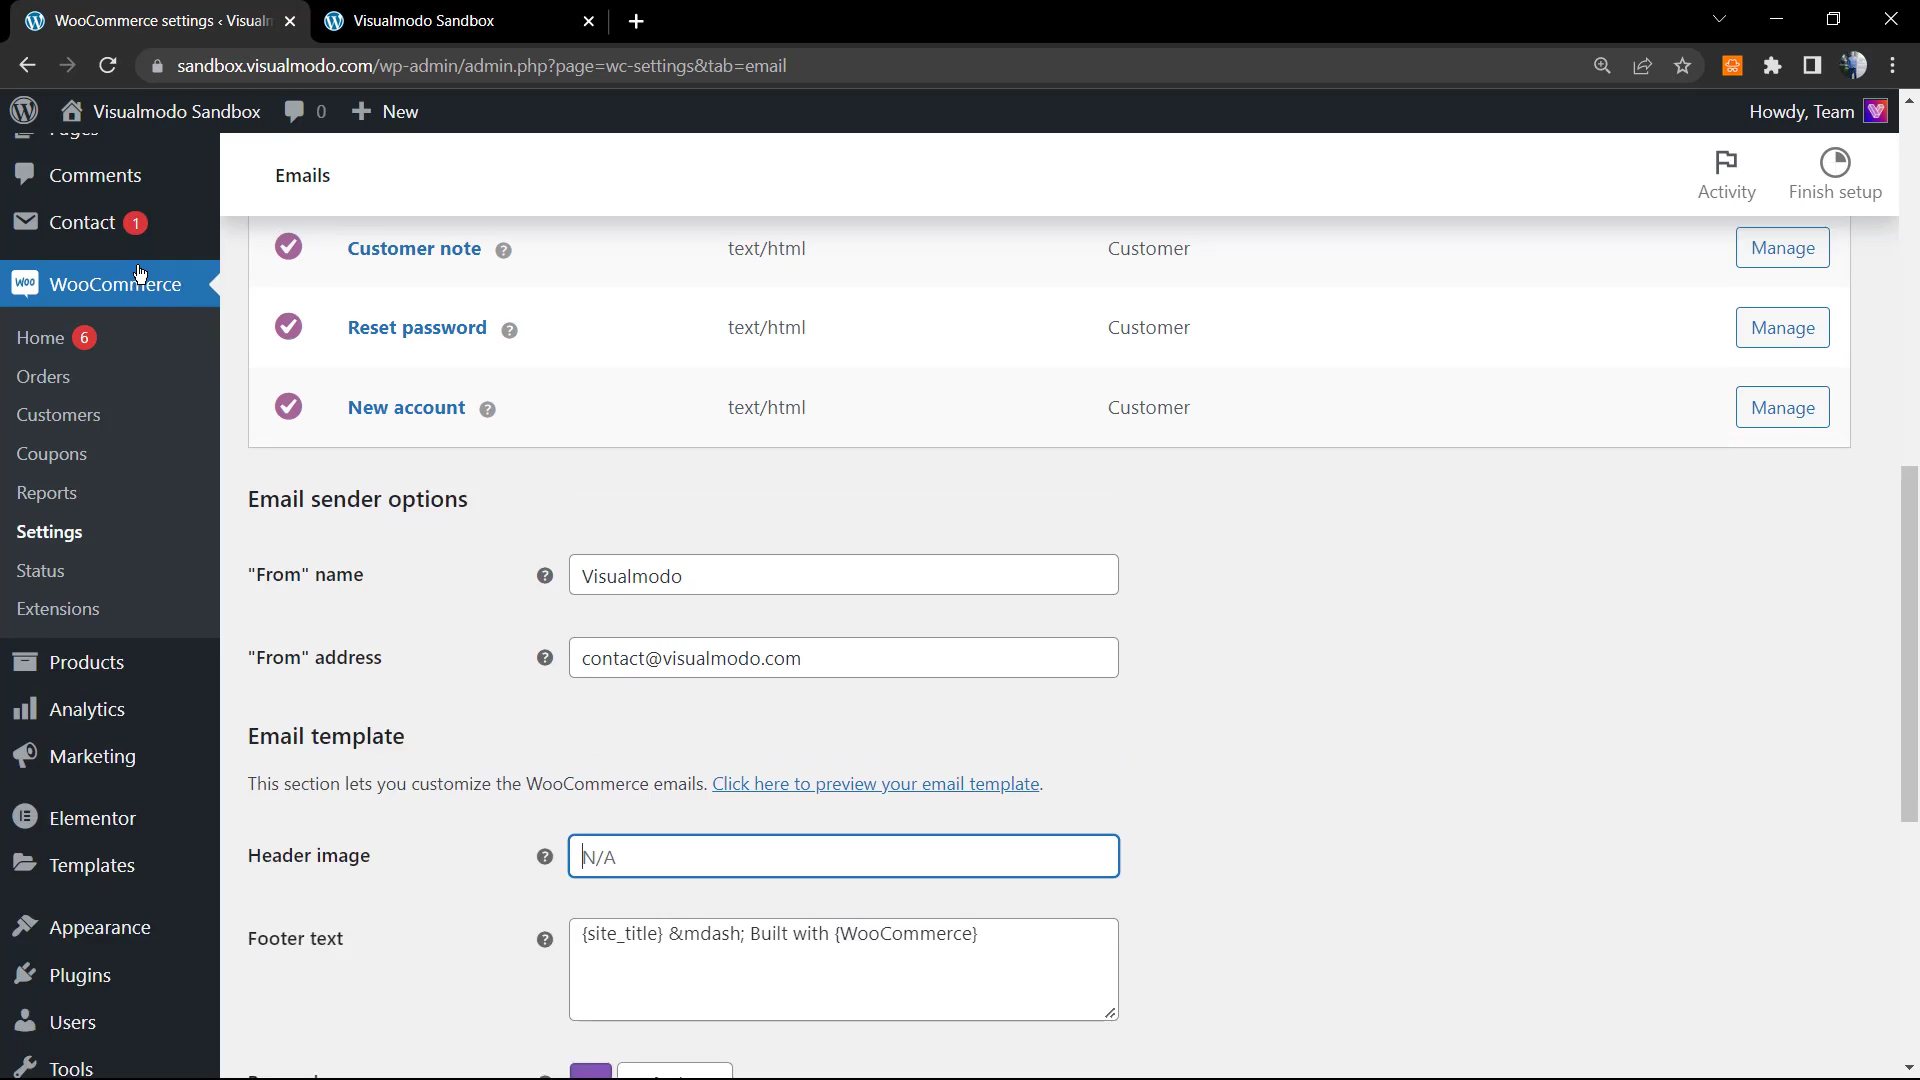 WooCommerce settings ‹ Visualm
Visualmodo Sandbox
sandbox.visualmodo.com/wp-admin/admin.php?page=wc-settings&tab=email
Visualmodo Sandbox
0
New
Howdy, Team
Pages
Comments
Contact 1
WooCommerce
Home 6
Orders
Customers
Coupons
Reports
Settings
Status
Extensions
Products
Analytics
Marketing
Elementor
Templates
Appearance
Plugins
Users
Tools
Emails
Activity
Finish setup
Customer note text/html Customer Manage
Reset password text/html Customer Manage
New account text/html Customer Manage
Email sender options
"From" name Visualmodo
"From" address contact@visualmodo.com
Email template
This section lets you customize the WooCommerce emails. Click here to preview your email template.
Header image N/A
Footer text {site_title} &mdash; Built with {WooCommerce}